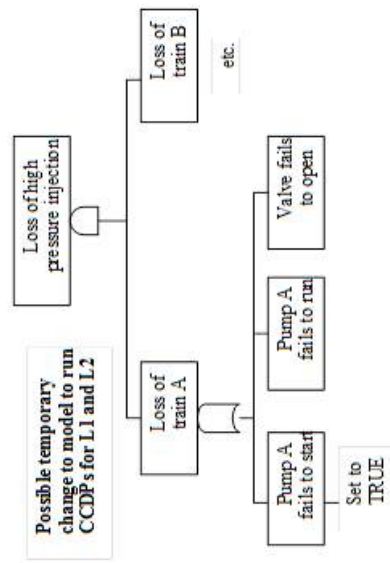 Possible temporary
change to model to run
CCDPs for L1 and L2
Loss of high
pressure injection
Loss of
train A
Loss of
train B
etc.
Pump A
fails to start
Pump A
fails to run
Valve fails
to open
Set to
TRUE